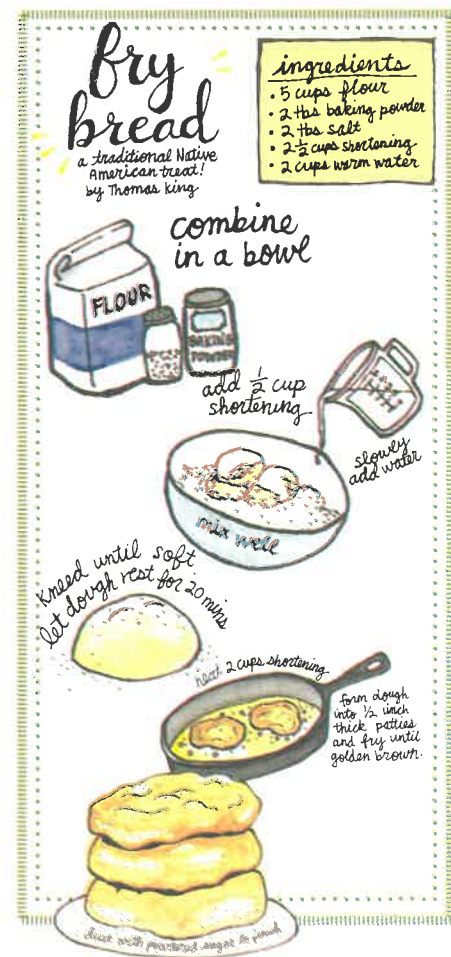 fry
bread
a traditional Native
American treat!
by Thomas King
ingredients
• 5 cups flour
• 2 tbs baking powder
• 2 tbs salt
• 2 ½ cups shortening
• 2 cups warm water
combine
in a bowl
FLOUR
BAKING
POWDER
add ½ cup
shortening
slowly
add water
mix well
Kneed until soft
let dough rest for 20 mins
heat 2 cups shortening
form dough
into ½ inch
thick patties
and fry until
golden brown.
dust with powdered sugar to finish